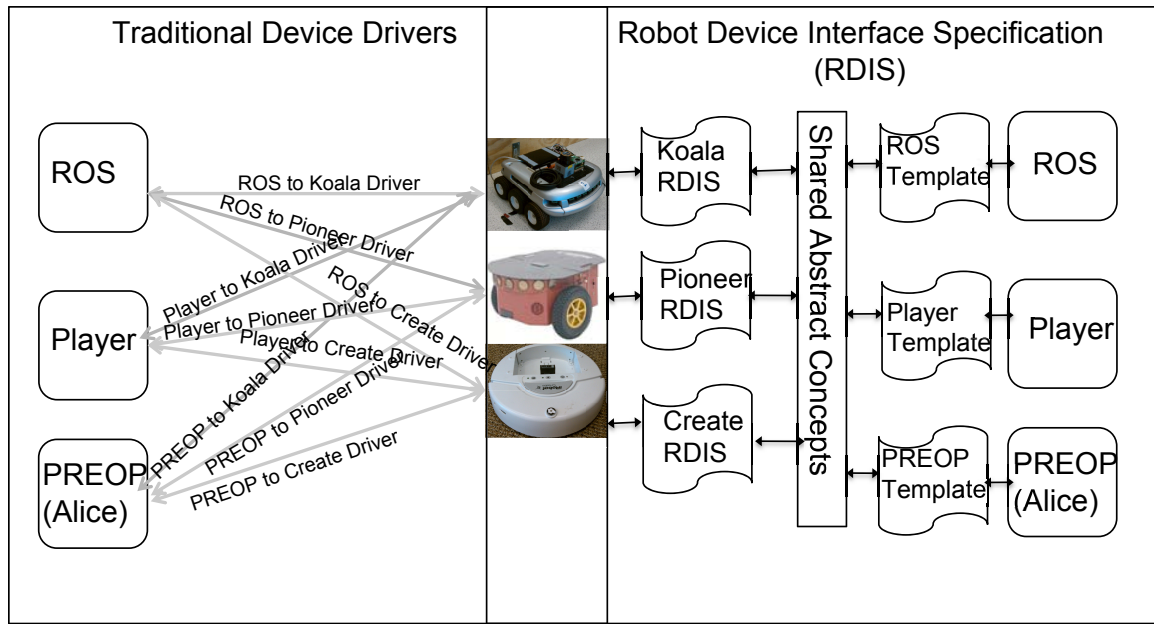 Traditional Device Drivers
ROS
Player
PREOP
(Alice)
ROS to Koala Driver
ROS to Pioneer Driver
ROS to Create Driver
Player to Koala Driver
Player to Pioneer Driver
Player to Create Driver
PREOP to Koala Driver
PREOP to Pioneer Driver
PREOP to Create Driver
Robot Device Interface Specification
(RDIS)
Koala
RDIS
Pioneer
RDIS
Create
RDIS
Shared Abstract Concepts
ROS
Template
Player
Template
PREOP
Template
ROS
Player
PREOP
(Alice)